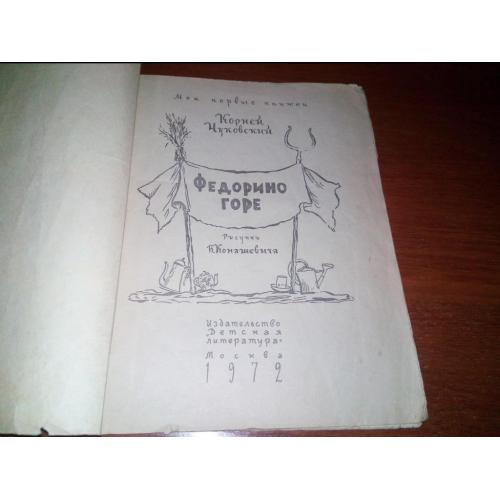 Мои первые книжки
Корней
Чуковский
ФЕДОРИНО
ГОРЕ
Рисунки
В. Конашевича
Издательство
„Детская
литература“
Москва
1972